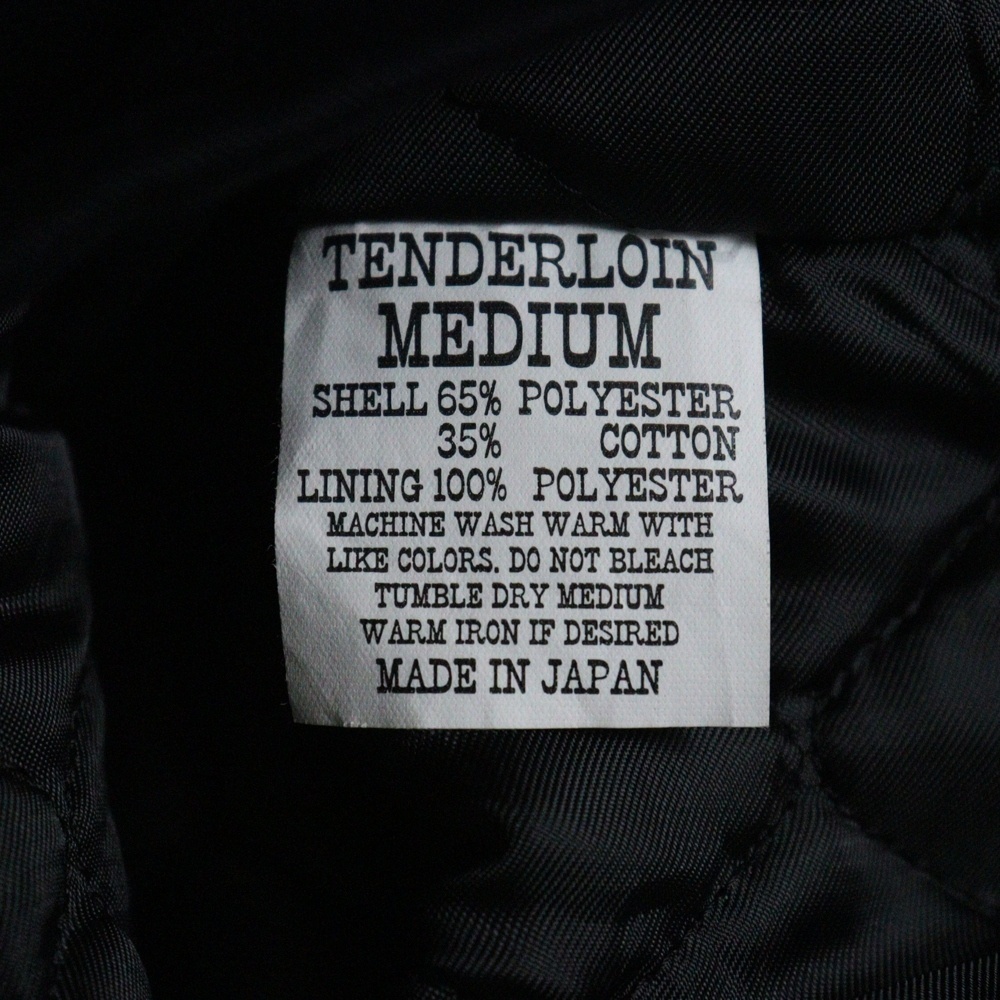 TENDERLOIN
MEDIUM
SHELL 65% POLYESTER
35% COTTON
LINING 100% POLYESTER
MACHINE WASH WARM WITH
LIKE COLORS. DO NOT BLEACH
TUMBLE DRY MEDIUM
WARM IRON IF DESIRED
MADE IN JAPAN